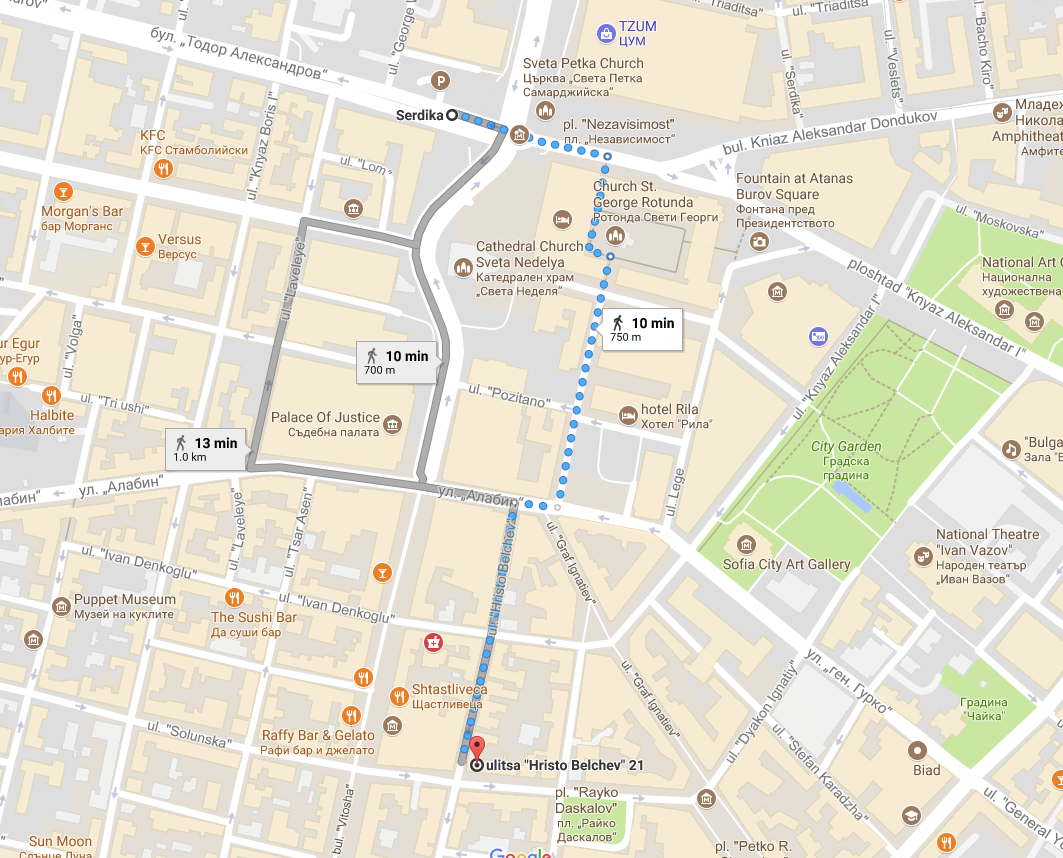 ul. "Triaditsa"
"Triaditsa"
TZUM
ЦУМ
ul. "George W
бул. „Тодор Александров“
Sveta Petka Church
Църква „Света Петка
Самарджийска“
ul. "Serdika"
ul. "Veslets"
"Bacho Kiro"
P
Serdika
Младеж
Никола
Amphitheat
Амфите
pl. "Nezavisimost"
пл. „Независимост“
bul. Kniaz Aleksandar Dondukov
KFC
KFC Стамболийски
ul. "Knyaz Boris I"
ul. "Lom"
Church St.
George Rotunda
Ротонда Свети Георги
Fountain at Atanas
Burov Square
Фонтана пред
Президентството
Morgan's Bar
бар Морганс
Versus
Версус
ul. "Moskovska"
Cathedral Church
Sveta Nedelya
Катедрален храм
„Света Неделя“
National Art G
Национална
художествена
ploshtad "Knyaz Aleksandar I"
ul. "Laveleye"
ul. "Volga"
10 min
750 m
ul. "Knyaz Aleksandar I"
ur Egur
ур-Егур
10 min
700 m
Halbite
ария Халбите
ul. "Tri ushi"
ul. "Pozitano"
hotel Rila
Хотел "Рила"
Palace Of Justice
Съдебна палата
13 min
1.0 km
City Garden
Градска
градина
"Bulga
Зала "Б
ул. „Алабин“
лабин“
ул. „Алабин“
ul. Lege
"Laveleye"
ul. "Tsar Asen"
ul. "Hristo Belchev"
ul. "Graf Ignatiev"
National Theatre
"Ivan Vazov"
Народен театър
„Иван Вазов“
Sofia City Art Gallery
ul. "Ivan Denkoglu"
Puppet Museum
Музей на куклите
The Sushi Bar
Да суши бар
ul. "Ivan Denkoglu"
ул. „ген. Гурко“
ul. "Graf Ignatiev"
ul. "Dyakon Ignatiy"
Shtastliveca
Щастливеца
Градина
"Чайка"
ul. "Solunska"
Raffy Bar & Gelato
Рафи бар и джелато
ul. "Stefan Karadzha"
ulitsa "Hristo Belchev" 21
Biad
bul. "Vitosha"
pl. "Rayko
Daskalov"
пл. „Райко
Даскалов“
ul. "General
Sun Moon
Слънце Луна
Google
pl. "Petko R.